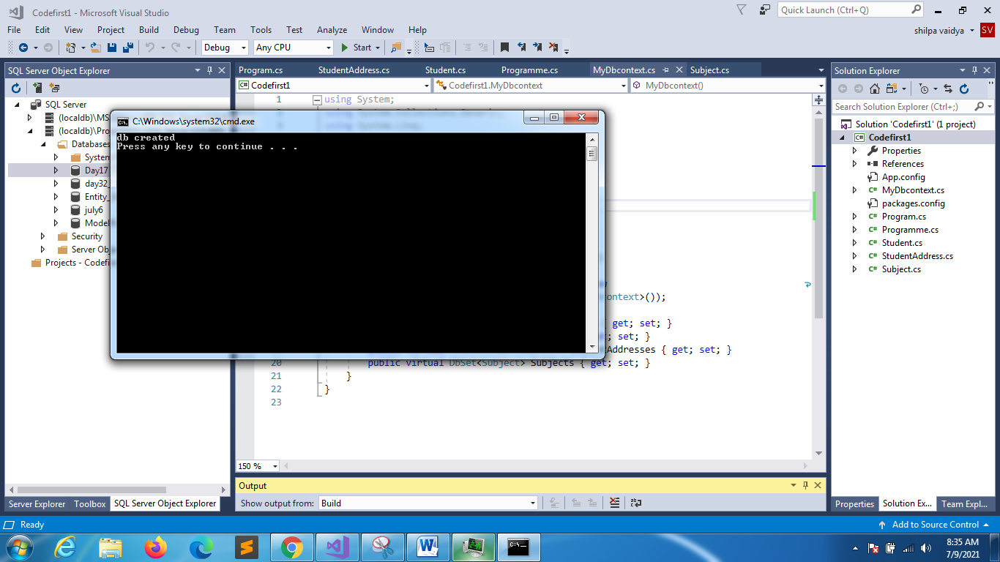 Codefirst1 - Microsoft Visual Studio
Quick Launch (Ctrl+Q)
File Edit View Project Build Debug Team Tools Test Analyze Window Help
shilpa vaidya SV
Debug Any CPU Start
SQL Server Object Explorer
SQL Server
(localdb)\MS
(localdb)\Proj
Databases
System
Day17
day32_
Entity_
july6
Model
Security
Server Obj
Projects - Codefi
Server Explorer Toolbox SQL Server Object Explorer
Program.cs StudentAddress.cs Student.cs Programme.cs MyDbcontext.cs Subject.cs
Codefirst1 Codefirst1.MyDbcontext MyDbcontext()
1 using System;
C:\Windows\system32\cmd.exe
db created
Press any key to continue . . .
ontext>());
get; set; }
; set; }
Addresses { get; set; }
20 public virtual DbSet<Subject> Subjects { get; set; }
21 }
22 }
23
150 %
Output
Show output from: Build
Solution Explorer
Search Solution Explorer (Ctrl+;)
Solution 'Codefirst1' (1 project)
Codefirst1
Properties
References
App.config
MyDbcontext.cs
packages.config
Program.cs
Programme.cs
Student.cs
StudentAddress.cs
Subject.cs
Properties Solution Ex... Team Expl...
Ready
Add to Source Control
8:35 AM
7/9/2021